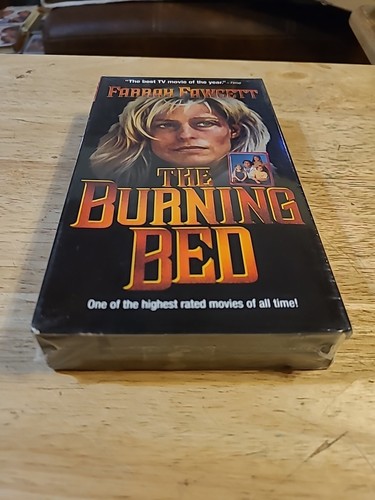 "The best TV movie of the year." -Time
FARRAH FAWCETT
THE
BURNING
BED
One of the highest rated movies of all time!